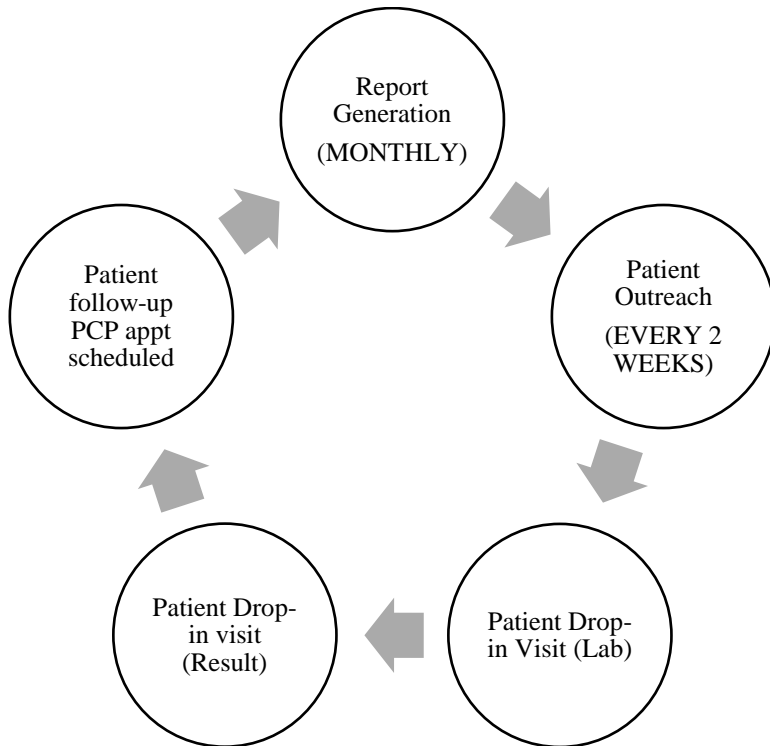 Report
Generation
(MONTHLY)
Patient
Outreach
(EVERY 2
WEEKS)
Patient Drop-
in Visit (Lab)
Patient Drop-
in visit
(Result)
Patient
follow-up
PCP appt
scheduled